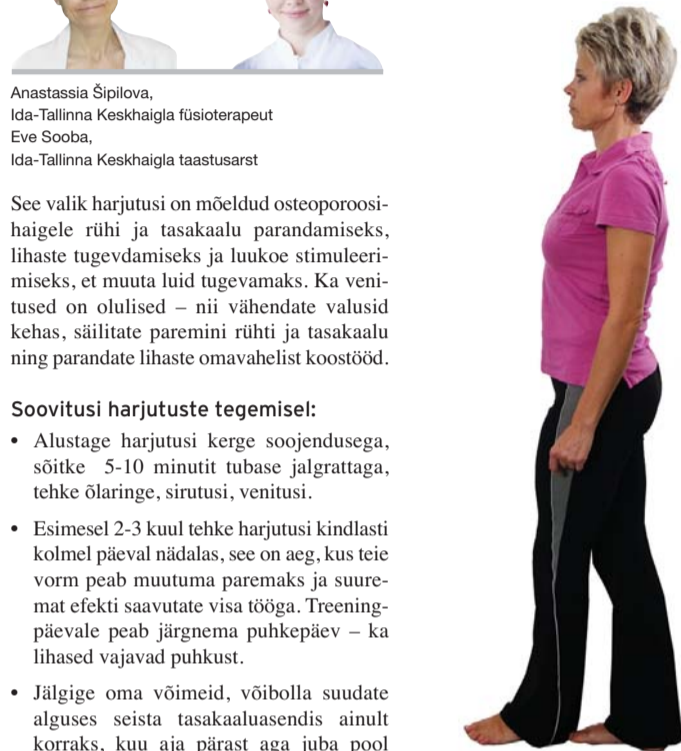 Anastassia Šipilova,
Ida-Tallinna Keskhaigla füsioterapeut
Eve Sooba,
Ida-Tallinna Keskhaigla taastusarst
See valik harjutusi on mõeldud osteoporoosi-
haigele rühi ja tasakaalu parandamiseks,
lihaste tugevdamiseks ja luukoe stimuleeri-
miseks, et muuta luid tugevamaks. Ka veni-
tused on olulised – nii vähendate valusid
kehas, säilitate paremini rühti ja tasakaalu
ning parandate lihaste omavahelist koostööd.
Soovitusi harjutuste tegemisel:
• Alustage harjutusi kerge soojendusega,
sõitke 5-10 minutit tubase jalgrattaga,
tehke õlaringe, sirutusi, venitusi.
• Esimesel 2-3 kuul tehke harjutusi kindlasti
kolmel päeval nädalas, see on aeg, kus teie
vorm peab muutuma paremaks ja suure-
mat efekti saavutate visa tööga. Treening-
päevale peab järgnema puhkepäev – ka
lihased vajavad puhkust.
• Jälgige oma võimeid, võibolla suudate
alguses seista tasakaaluasendis ainult
korraks, kuu aja pärast aga juba pool